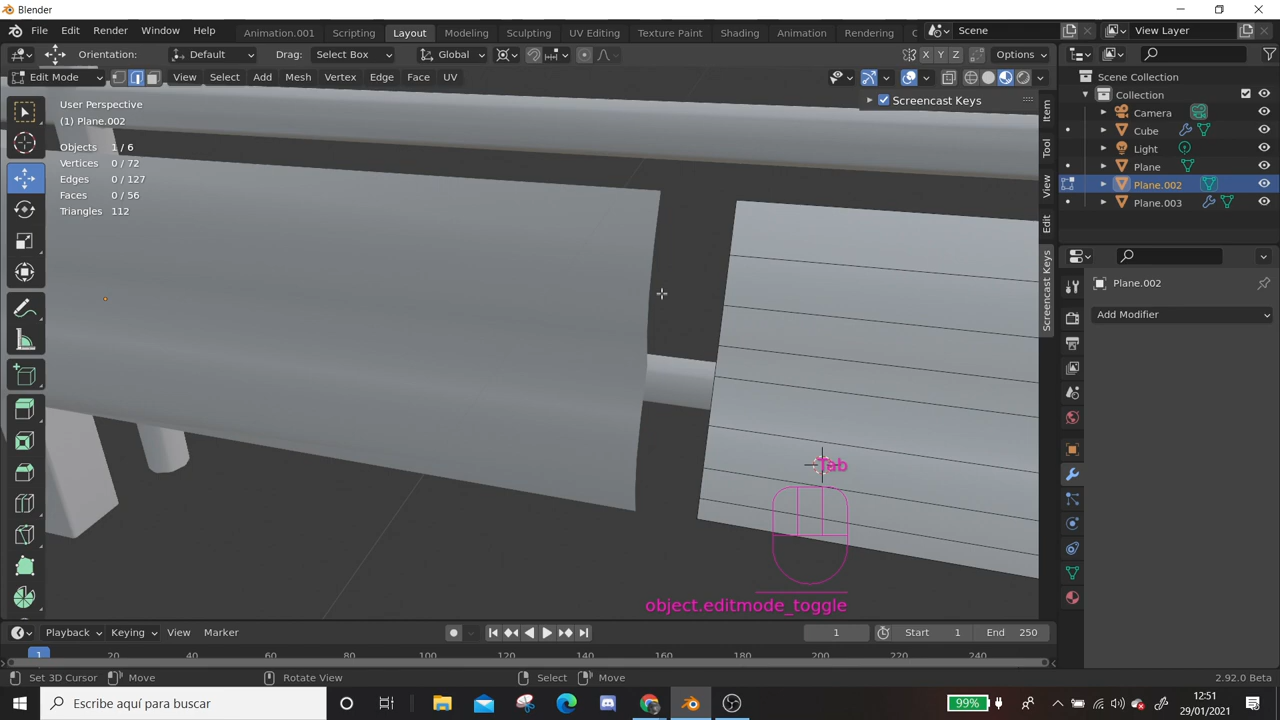 Blender
File Edit Render Window Help
Animation.001 Scripting Layout Modeling Sculpting UV Editing Texture Paint Shading Animation Rendering C
Scene
View Layer
Orientation: Default Drag: Select Box Global X Y Z Options
Edit Mode View Select Add Mesh Vertex Edge Face UV
User Perspective
(1) Plane.002
Objects 1 / 6
Vertices 0 / 72
Edges 0 / 127
Faces 0 / 56
Triangles 112
Screencast Keys
Item
Tool
View
Edit
Screencast Keys
Scene Collection
Collection
Camera
Cube
Light
Plane
Plane.002
Plane.003
Plane.002
Add Modifier
Tab
object.editmode_toggle
Playback Keying View Marker
1 Start 1 End 250
1 20 40 60 80 100 120 140 160 180 200 220 240
Set 3D Cursor Move Rotate View Select Move 2.92.0 Beta
Escribe aquí para buscar
99%
12:51
29/01/2021